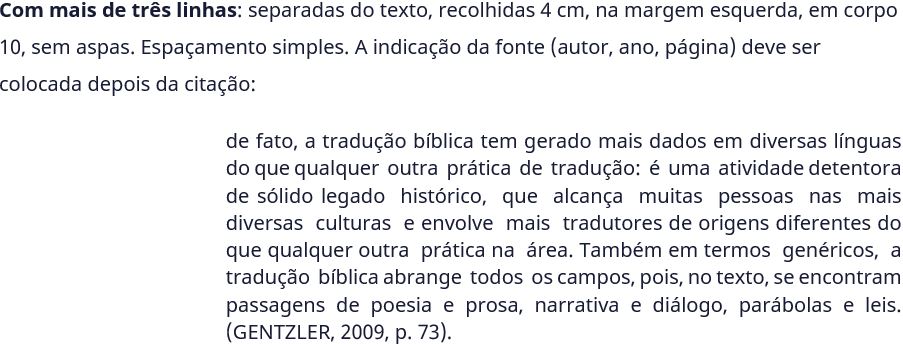 Com mais de três linhas: separadas do texto, recolhidas 4 cm, na margem esquerda, em corpo
10, sem aspas. Espaçamento simples. A indicação da fonte (autor, ano, página) deve ser
colocada depois da citação:
de fato, a tradução bíblica tem gerado mais dados em diversas línguas
do que qualquer outra prática de tradução: é uma atividade detentora
de sólido legado histórico, que alcança muitas pessoas nas mais
diversas culturas e envolve mais tradutores de origens diferentes do
que qualquer outra prática na área. Também em termos genéricos, a
tradução bíblica abrange todos os campos, pois, no texto, se encontram
passagens de poesia e prosa, narrativa e diálogo, parábolas e leis.
(GENTZLER, 2009, p. 73).